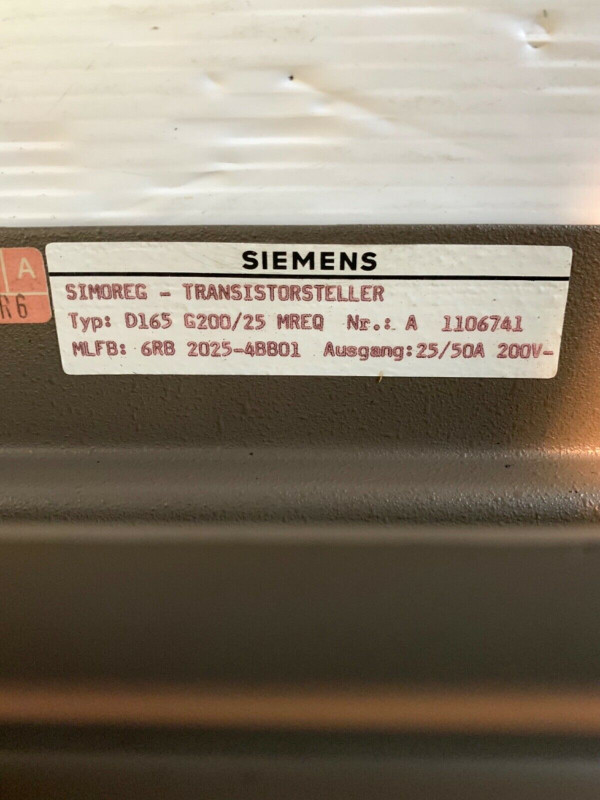 SIEMENS
A
R6
SIMOREG - TRANSISTORSTELLER
Typ: D165 G200/25 MREQ Nr.: A 1106741
MLFB: 6RB 2025-4BB01 Ausgang: 25/50A 200V-